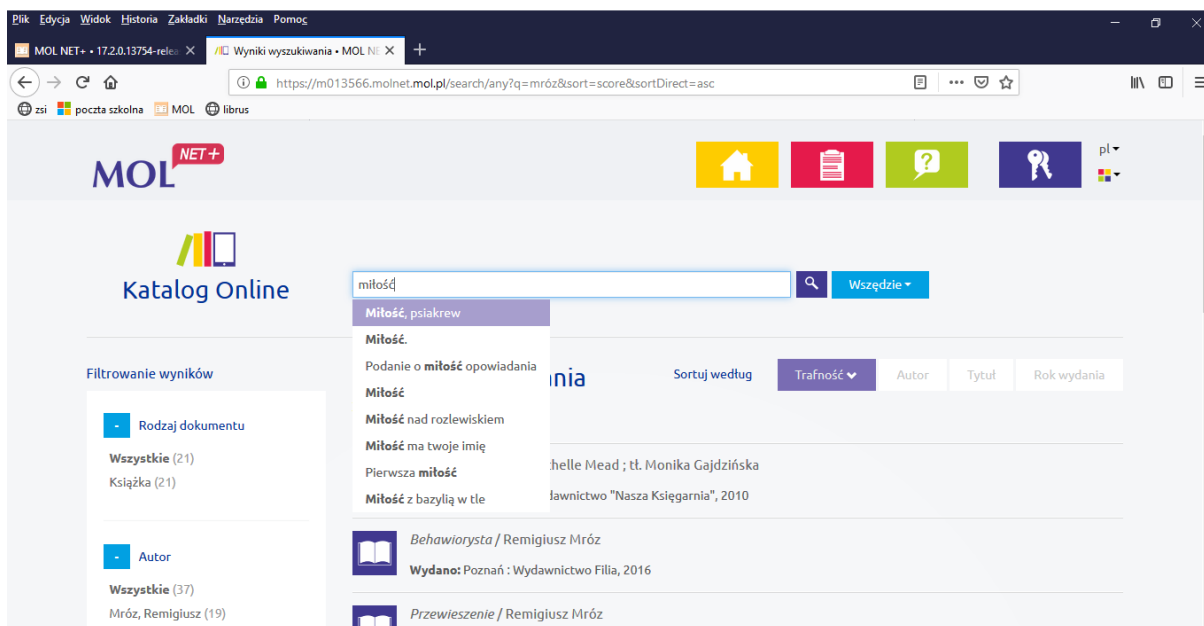 Plik Edycja Widok Historia Zakładki Narzędzia Pomoc
MOL NET+ • 17.2.0.13754-relea
Wyniki wyszukiwania • MOL NE
https://m013566.molnet.mol.pl/search/any?q=mróz&sort=score&sortDirect=asc
zsi poczta szkolna MOL librus
MOL NET+
pl
Katalog Online
miłość
Wszędzie
Miłość, psiakrew
Miłość.
Podanie o miłość opowiadania
Miłość
Miłość nad rozlewiskiem
Miłość ma twoje imię
Pierwsza miłość
Miłość z bazylią w tle
Filtrowanie wyników
nia
Sortuj według
Trafność Autor Tytuł Rok wydania
- Rodzaj dokumentu
Wszystkie (21)
Książka (21)
helle Mead ; tł. Monika Gajdzińska
dawnictwo "Nasza Księgarnia", 2010
Behawiorysta / Remigiusz Mróz
Wydano: Poznań : Wydawnictwo Filia, 2016
- Autor
Wszystkie (37)
Mróz, Remigiusz (19)
Przewieszenie / Remigiusz Mróz